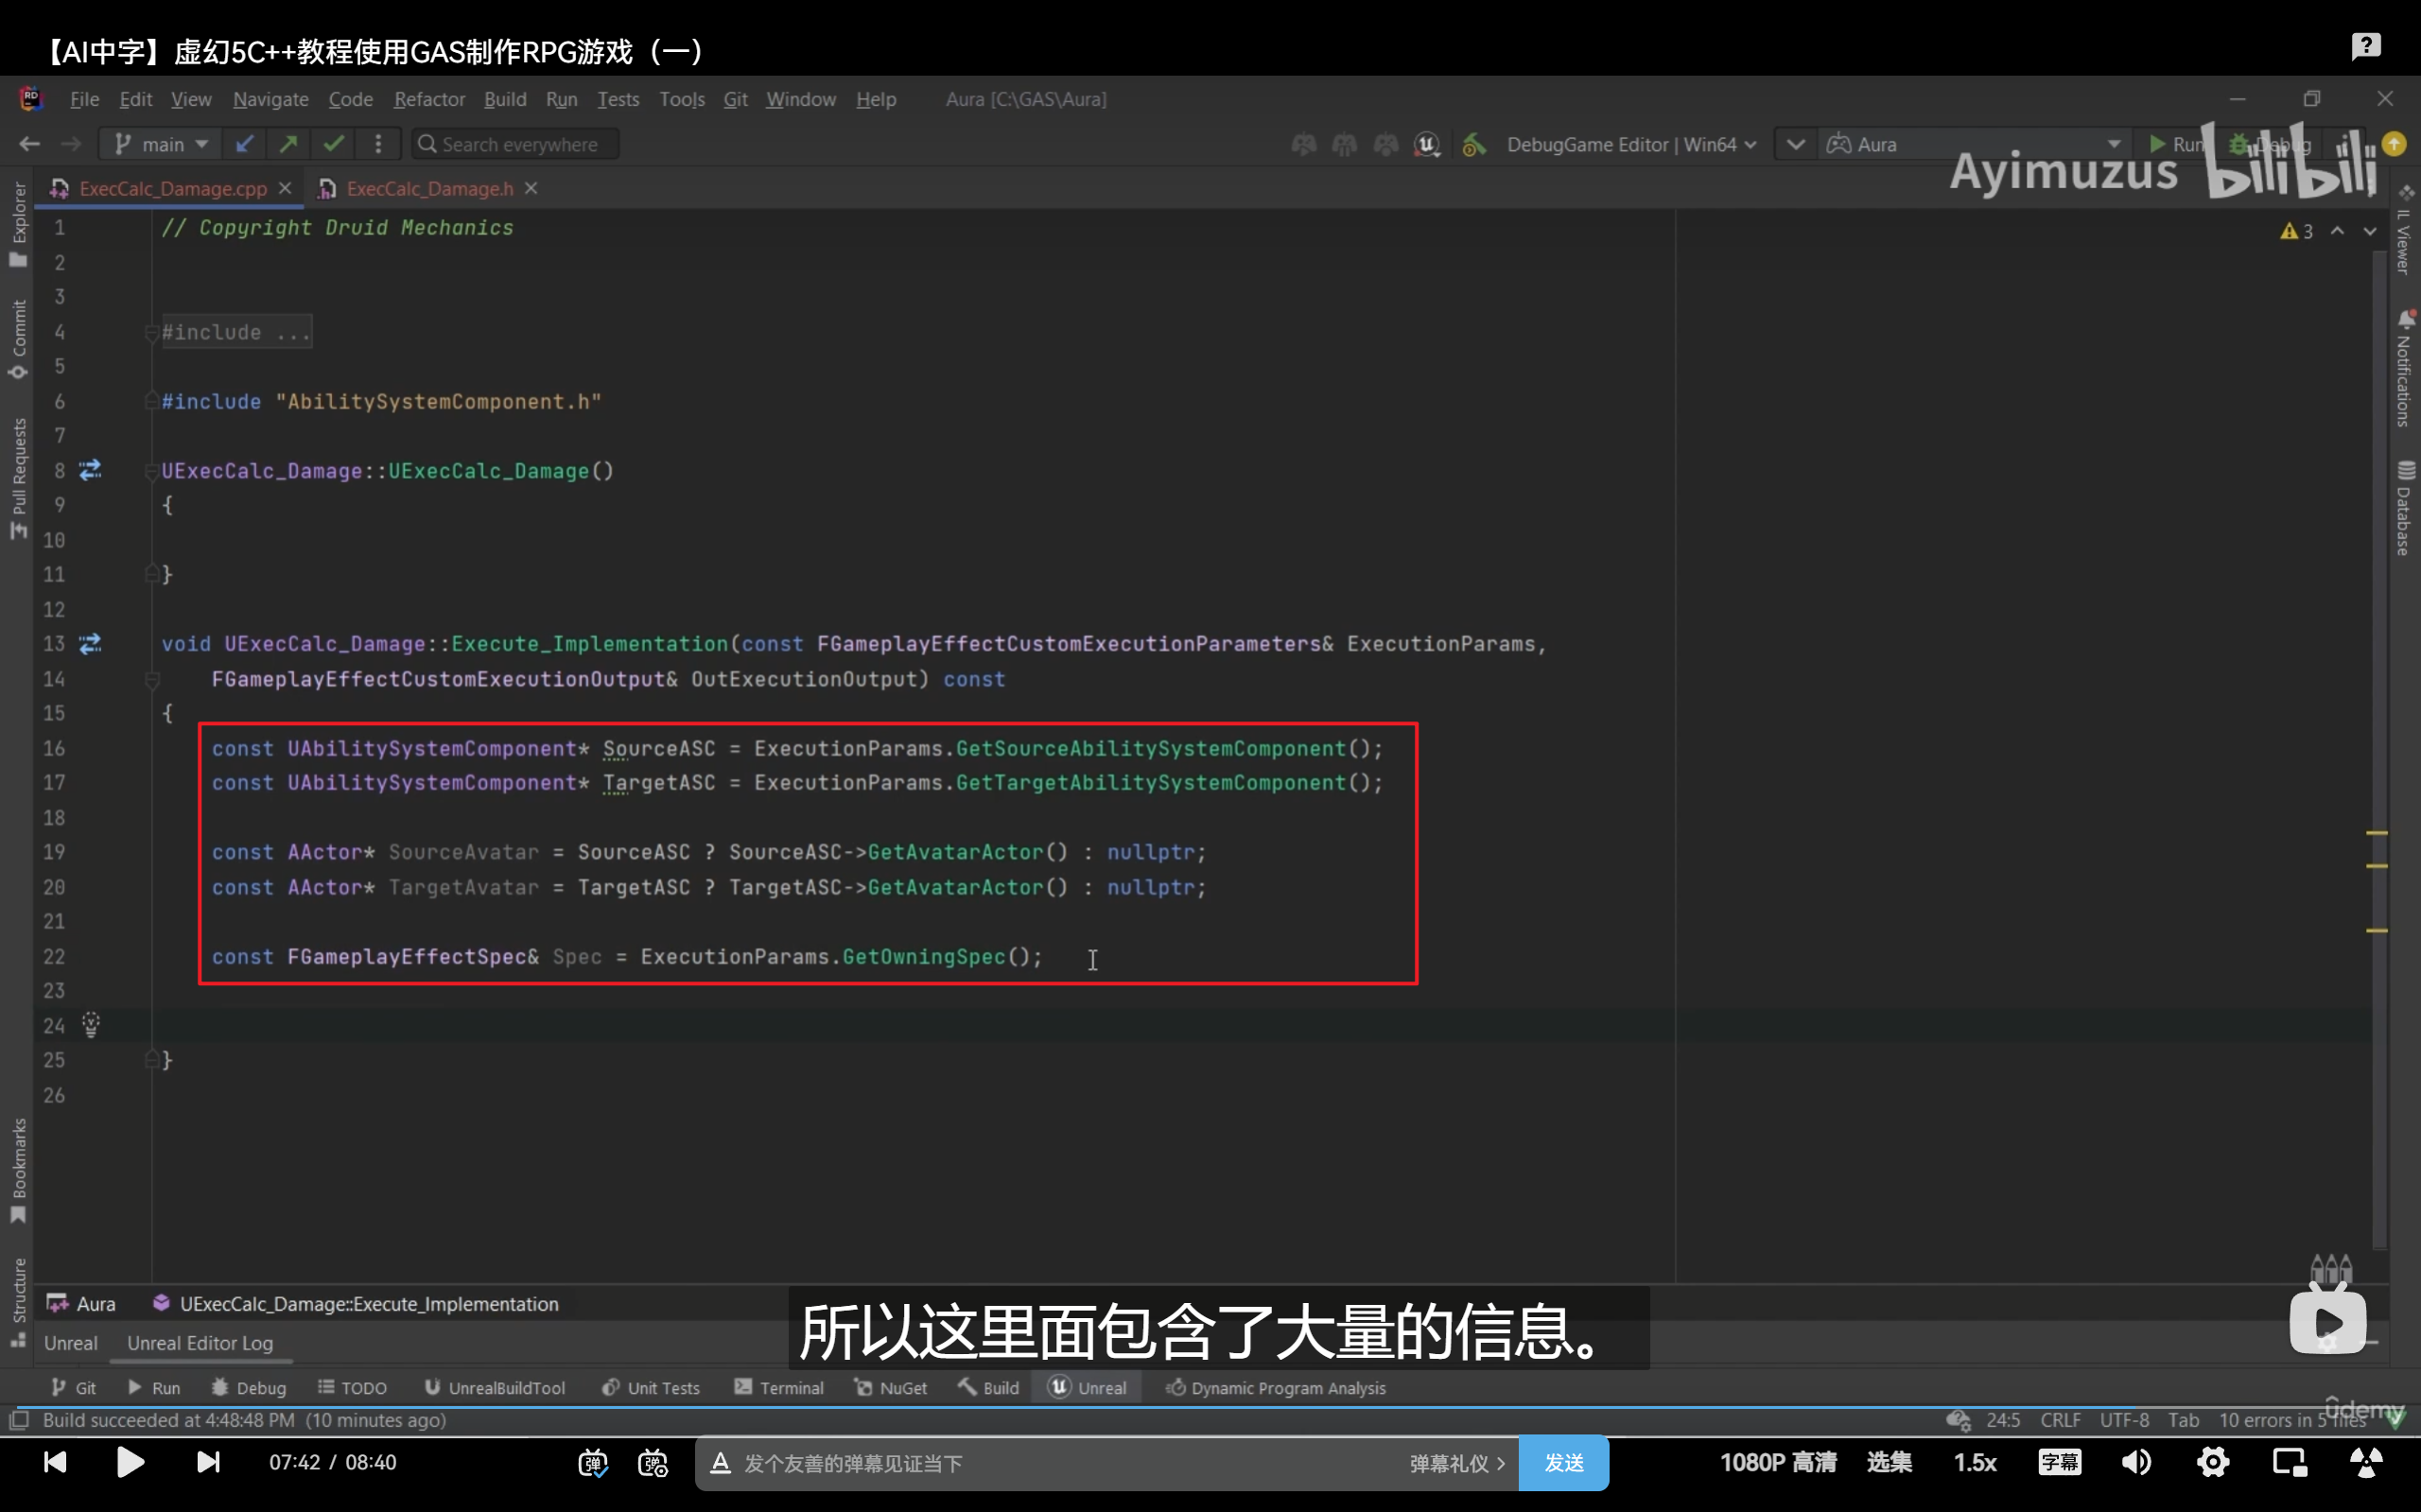 【AI中字】虚幻5C++教程使用GAS制作RPG游戏（一）
File Edit View Navigate Code Refactor Build Run Tests Tools Git Window Help Aura [C:\GAS\Aura]
main Search everywhere DebugGame Editor | Win64 Aura Run Debug
Ayimuzus bilibili
ExecCalc_Damage.cpp ExecCalc_Damage.h
Explorer
Commit
Pull Requests
Bookmarks
Structure
IL Viewer
Notifications
Database
3
1 // Copyright Druid Mechanics
2
3
4 #include ...
5
6 #include "AbilitySystemComponent.h"
7
8 UExecCalc_Damage::UExecCalc_Damage()
9 {
10
11 }
12
13 void UExecCalc_Damage::Execute_Implementation(const FGameplayEffectCustomExecutionParameters& ExecutionParams,
14 FGameplayEffectCustomExecutionOutput& OutExecutionOutput) const
15 {
16 const UAbilitySystemComponent* SourceASC = ExecutionParams.GetSourceAbilitySystemComponent();
17 const UAbilitySystemComponent* TargetASC = ExecutionParams.GetTargetAbilitySystemComponent();
18
19 const AActor* SourceAvatar = SourceASC ? SourceASC->GetAvatarActor() : nullptr;
20 const AActor* TargetAvatar = TargetASC ? TargetASC->GetAvatarActor() : nullptr;
21
22 const FGameplayEffectSpec& Spec = ExecutionParams.GetOwningSpec();
23
24
25 }
26
Aura UExecCalc_Damage::Execute_Implementation
所以这里面包含了大量的信息。
Unreal Unreal Editor Log
Git Run Debug TODO UnrealBuildTool Unit Tests Terminal NuGet Build Unreal Dynamic Program Analysis
Build succeeded at 4:48:48 PM (10 minutes ago) 24:5 CRLF UTF-8 Tab 10 errors in 5 files
ûdemy
07:42 / 08:40 弹 弹 A 发个友善的弹幕见证当下 弹幕礼仪 > 发送 1080P 高清 选集 1.5x 字幕